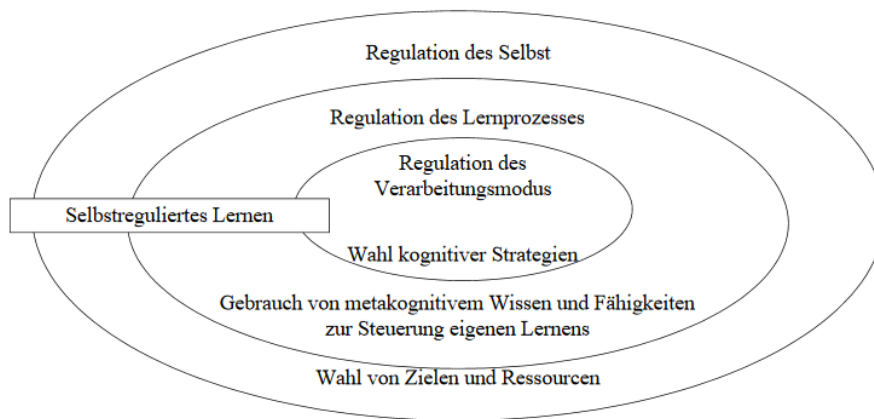 Regulation des Selbst
Regulation des Lernprozesses
Regulation des
Verarbeitungsmodus
Selbstreguliertes Lernen
Wahl kognitiver Strategien
Gebrauch von metakognitivem Wissen und Fähigkeiten
zur Steuerung eigenen Lernens
Wahl von Zielen und Ressourcen